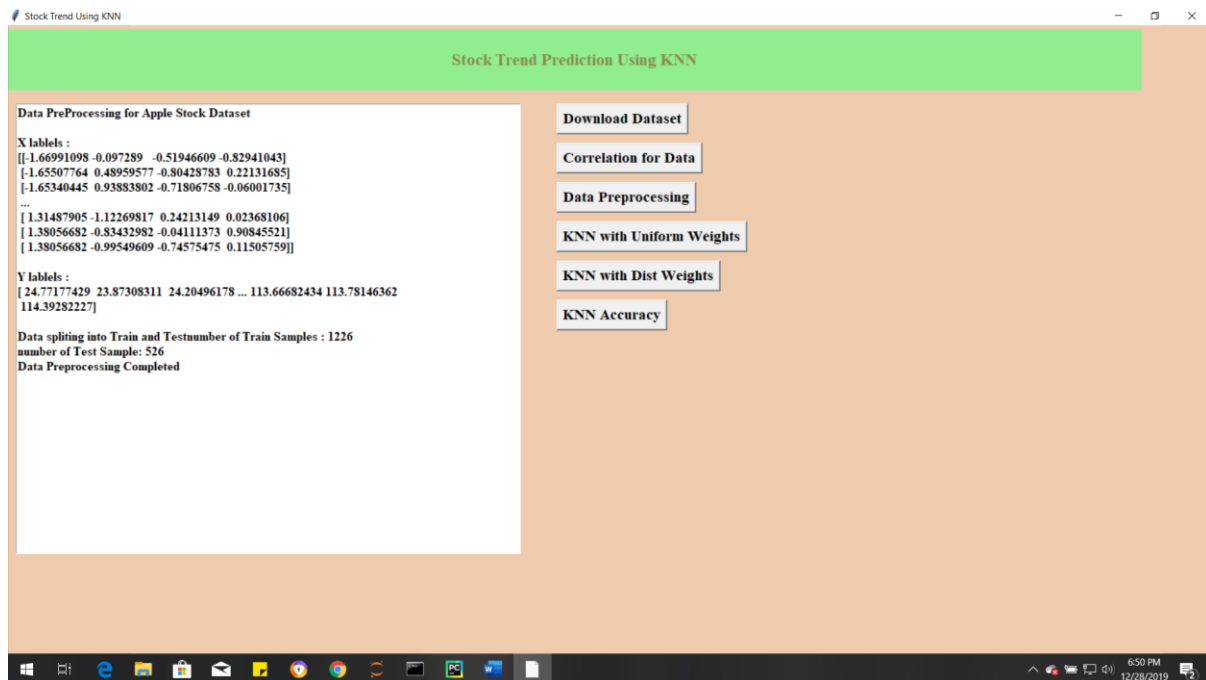 Stock Trend Using KNN
Stock Trend Prediction Using KNN
Data PreProcessing for Apple Stock Dataset
X lablels :
[[-1.66991098 -0.097289 -0.51946609 -0.82941043]
[-1.65507764 0.48959577 -0.80428783 0.22131685]
[-1.65340445 0.93883802 -0.71806758 -0.06001735]
...
[ 1.31487905 -1.12269817 0.24213149 0.02368106]
[ 1.38056682 -0.83432982 -0.04111373 0.90845521]
[ 1.38056682 -0.99549609 -0.74575475 0.11505759]]
Y lablels :
[ 24.77177429 23.87308311 24.20496178 ... 113.66682434 113.78146362
114.39282227]
Data spliting into Train and Testnumber of Train Samples : 1226
number of Test Sample: 526
Data Preprocessing Completed
Download Dataset
Correlation for Data
Data Preprocessing
KNN with Uniform Weights
KNN with Dist Weights
KNN Accuracy
PC
W
6:50 PM
12/28/2019
2